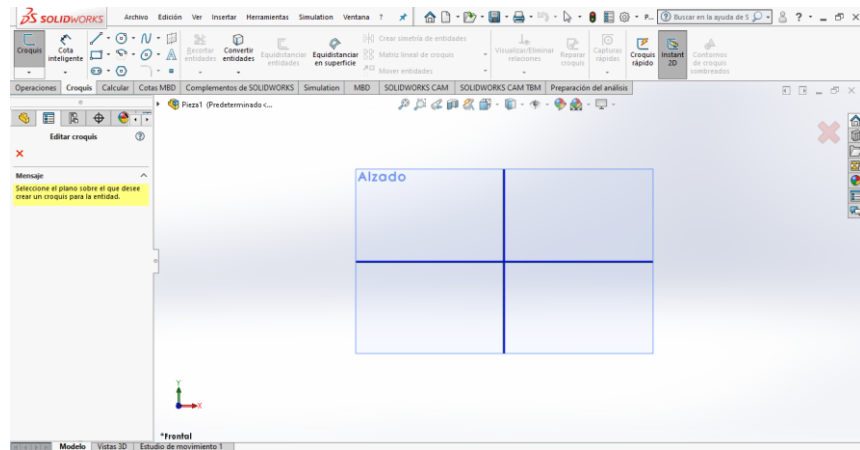 SOLIDWORKS Archivo Edición Ver Insertar Herramientas Simulation Ventana ? P... Buscar en la ayuda de S
Croquis Cota inteligente Recortar entidades Convertir entidades Equidistanciar entidades Equidistanciar en superficie Crear simetría de entidades Matriz lineal de croquis Mover entidades Visualizar/Eliminar relaciones Reparar croquis Capturas rápidas Croquis rápido Instant 2D Contornos de croquis sombreados
Operaciones Croquis Calcular Cotas MBD Complementos de SOLIDWORKS Simulation MBD SOLIDWORKS CAM SOLIDWORKS CAM TBM Preparación del análisis
Pieza1 (Predeterminado<...
Editar croquis
Mensaje
Seleccione el plano sobre el que desee
crear un croquis para la entidad.
Alzado
Y
X
*Frontal
Modelo Vistas 3D Estudio de movimiento 1